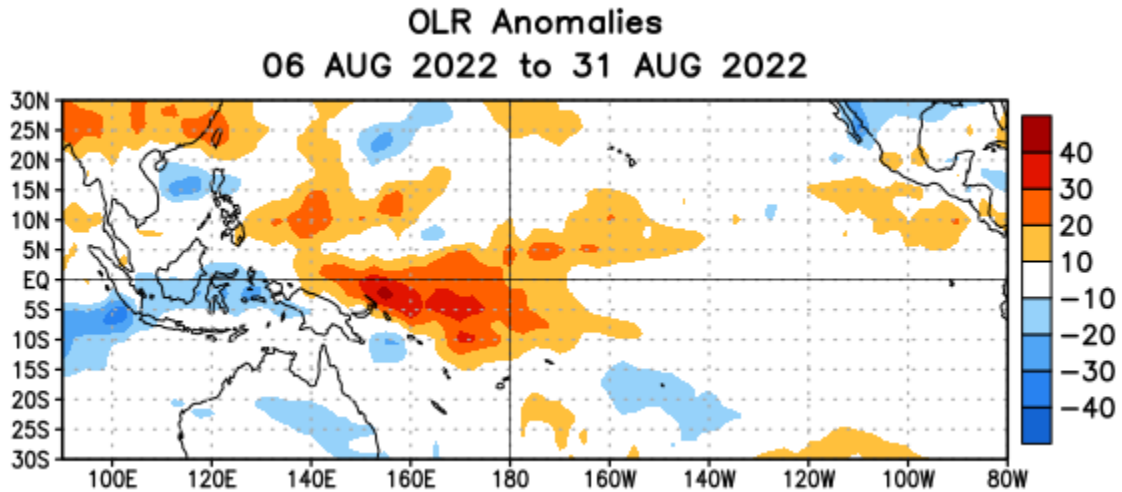 OLR Anomalies
06 AUG 2022 to 31 AUG 2022
30N
25N
20N
15N
10N
5N
EQ
5S
10S
15S
20S
25S
30S
100E 120E 140E 160E 180 160W 140W 120W 100W 80W
40
30
20
10
-10
-20
-30
-40